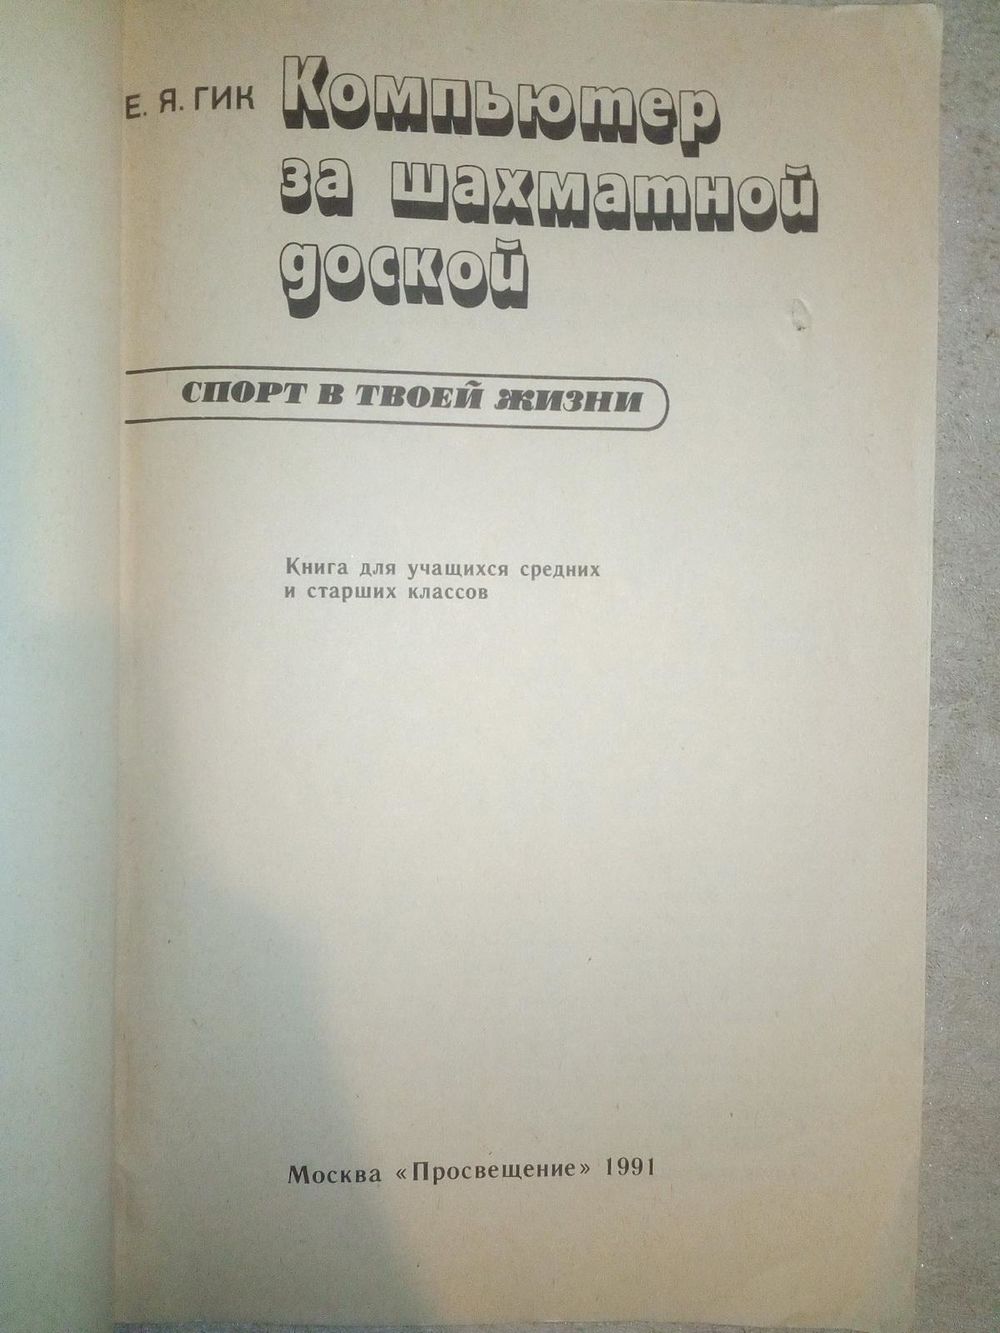 Е. Я. ГИК
Компьютер
за шахматной
доской
СПОРТ В ТВОЕЙ ЖИЗНИ
Книга для учащихся средних
и старших классов
Москва «Просвещение» 1991